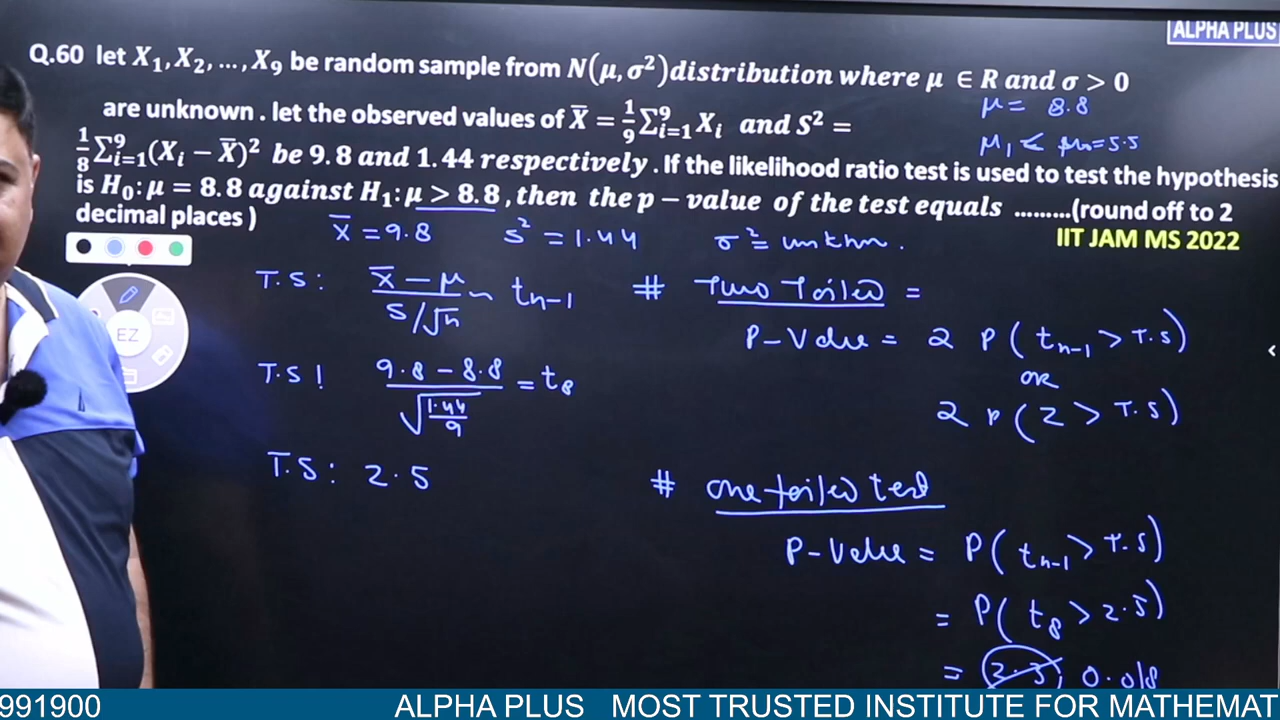 ALPHA PLUS
Q.60 let X₁, X₂, ..., X₉ be random sample from N(μ, σ²)distribution where μ ∈ R and σ > 0
μ = 8.8
are unknown . let the observed values of X̄ = 1/9 Σ⁹ᵢ₌₁ Xᵢ and S² =
1/8 Σ⁹ᵢ₌₁(Xᵢ − X̄)² be 9.8 and 1.44 respectively . If the likelihood ratio test is used to test the hypothesis
is H₀: μ = 8.8 against H₁: μ > 8.8 , then the p − value of the test equals ..........(round off to 2
decimal places )
IIT JAM MS 2022
x̄ = 9.8 s² = 1.44 σ² = unkn.
T.S : (x̄ − μ)/(s/√n) ~ tn-1
# Two Tailed =
P-Value = 2 P ( tn-1 > T.S )
OR
2 P ( Z > T.S )
EZ
T.S ! (9.8 − 8.8)/√(1.44/9) = t8
T.S : 2.5
# one tailed test
P-Value = P ( tn-1 > T.S )
= P ( t8 > 2.5 )
= 0.018
991900 ALPHA PLUS MOST TRUSTED INSTITUTE FOR MATHEMAT